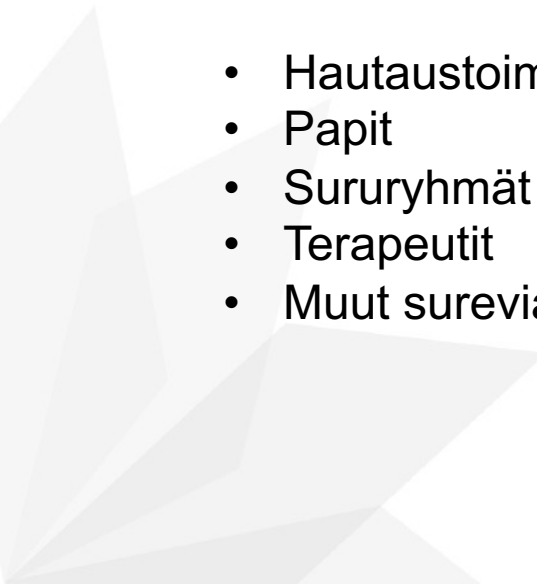 • Hautaustoim
• Papit
• Sururyhmät
• Terapeutit
• Muut surevia